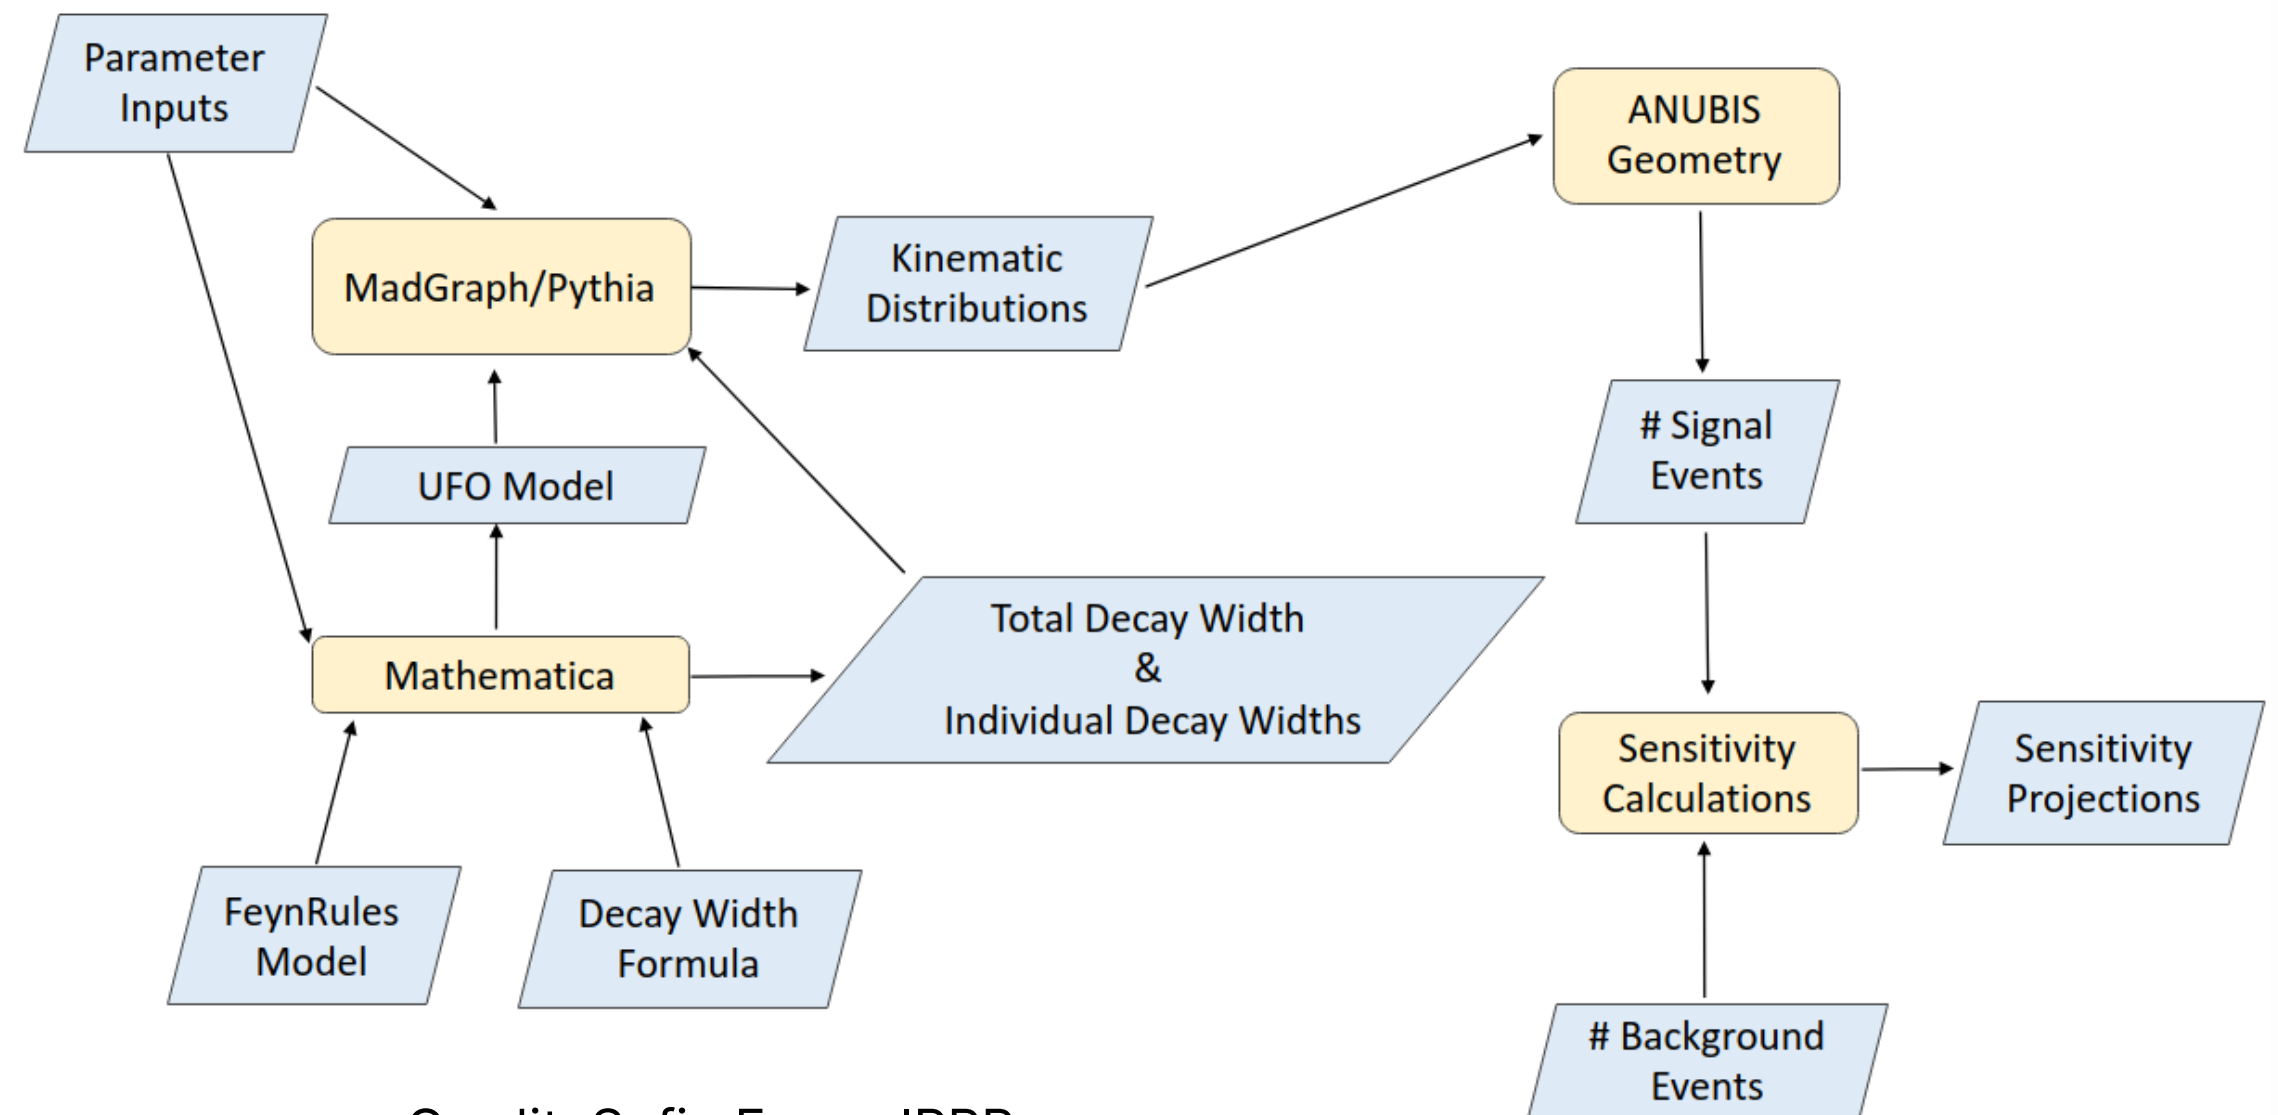 Parameter
Inputs
ANUBIS
Geometry
MadGraph/Pythia
Kinematic
Distributions
# Signal
Events
UFO Model
Total Decay Width
&
Individual Decay Widths
Mathematica
Sensitivity
Calculations
Sensitivity
Projections
FeynRules
Model
Decay Width
Formula
# Background
Events